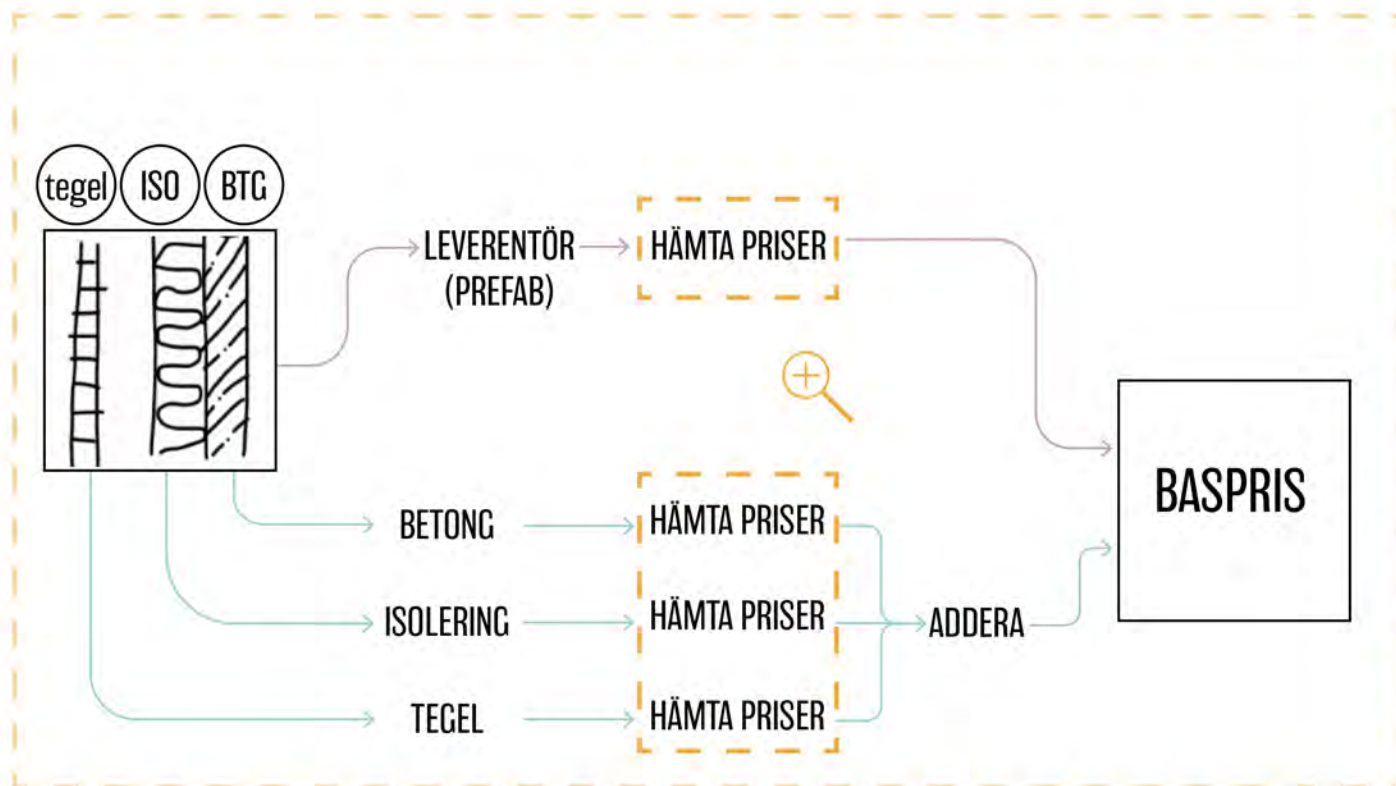 tegel ISO BTG
LEVERENTÖR
(PREFAB)
HÄMTA PRISER
BASPRIS
BETONG
HÄMTA PRISER
ISOLERING
HÄMTA PRISER
ADDERA
TEGEL
HÄMTA PRISER